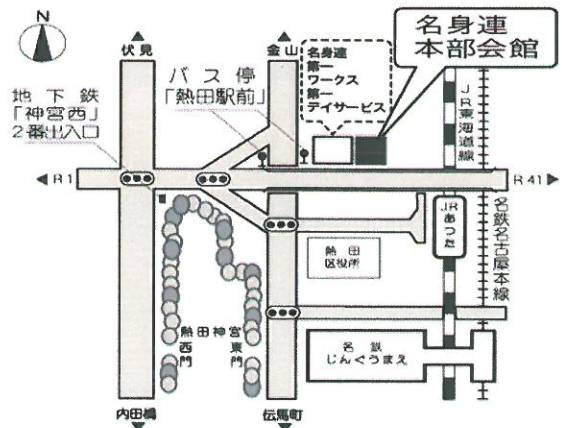 N
伏見
金山
名身連
第一
ワークス
第一
デイサービス
名身連
本部会館
バス停
「熱田駅前」
地下鉄
「神宮西」
2番出入口
JR東海道線
R1
R41
JRあつた
名鉄名古屋本線
熱田
区役所
熱田神宮
西門
東門
名鉄
じんぐうまえ
内田橋
伝馬町